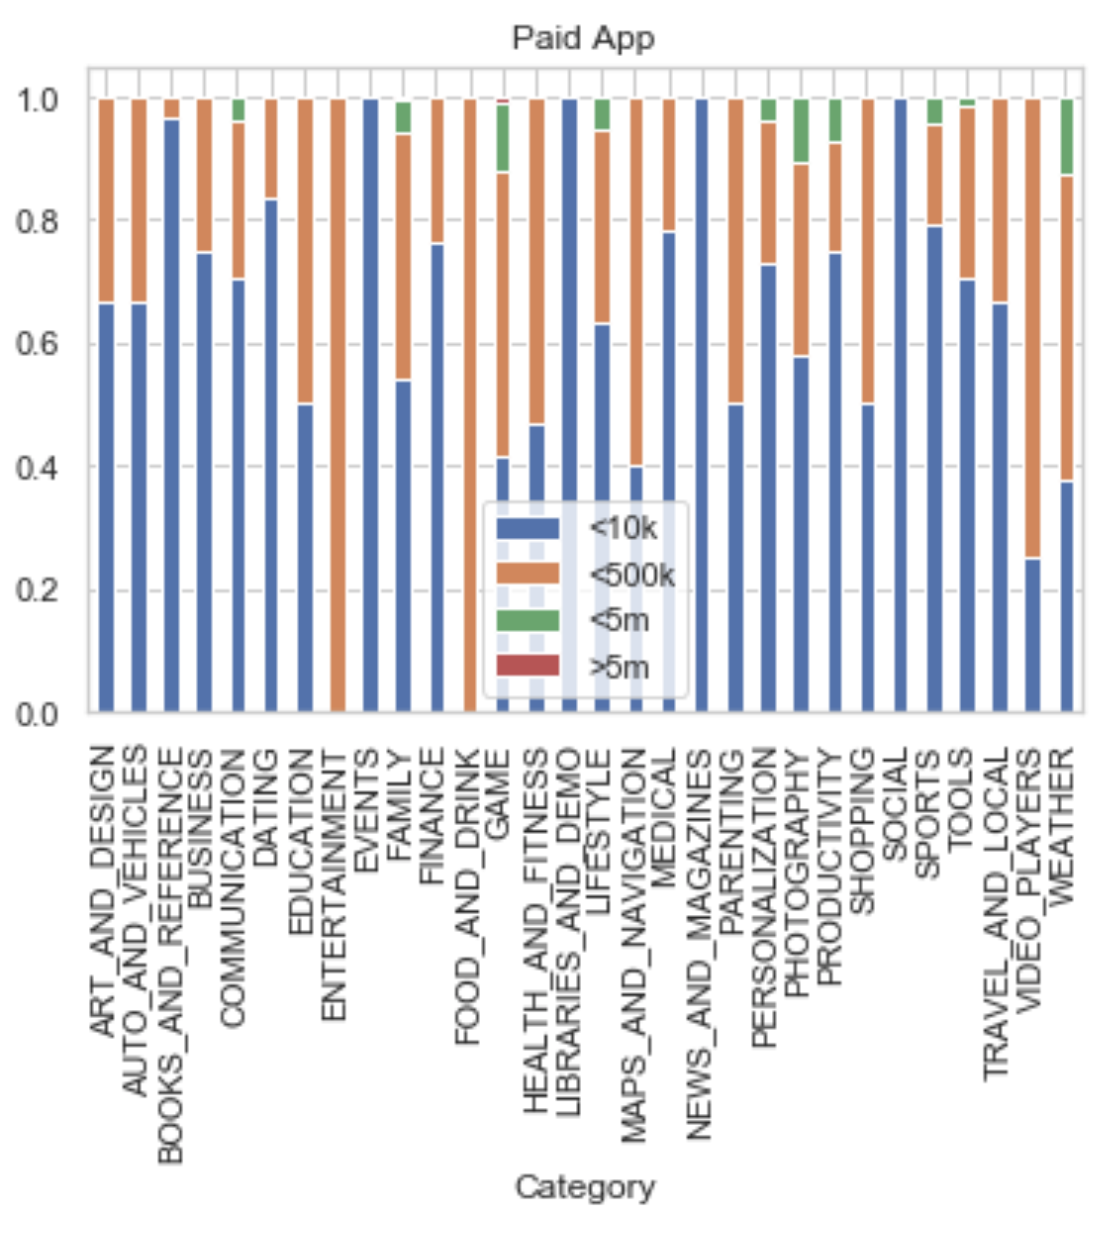 Paid App
1.0
0.8
0.6
0.4
0.2
0.0
<10k
<500k
<5m
>5m
ART_AND_DESIGN
AUTO_AND_VEHICLES
BOOKS_AND_REFERENCE
BUSINESS
COMMUNICATION
DATING
EDUCATION
ENTERTAINMENT
EVENTS
FAMILY
FINANCE
FOOD_AND_DRINK
GAME
HEALTH_AND_FITNESS
LIBRARIES_AND_DEMO
LIFESTYLE
MAPS_AND_NAVIGATION
MEDICAL
NEWS_AND_MAGAZINES
PARENTING
PERSONALIZATION
PHOTOGRAPHY
PRODUCTIVITY
SHOPPING
SOCIAL
SPORTS
TOOLS
TRAVEL_AND_LOCAL
VIDEO_PLAYERS
WEATHER
Category